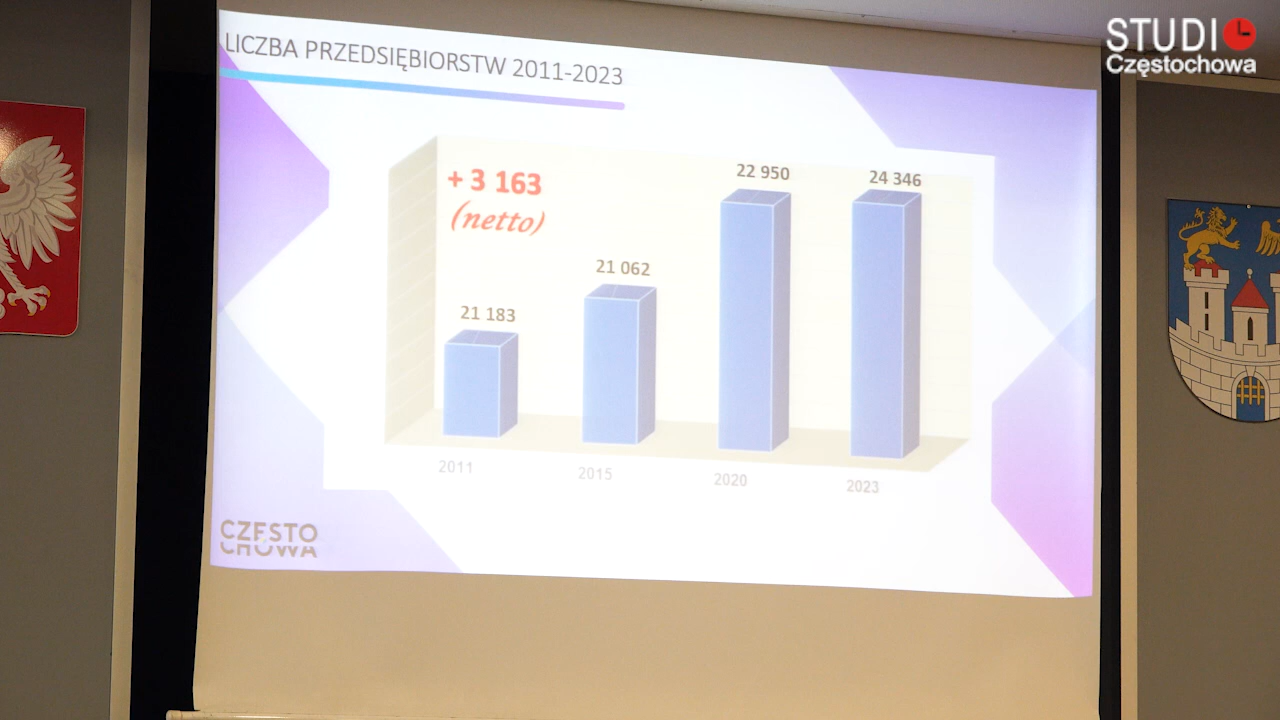 STUDIO
Częstochowa
LICZBA PRZEDSIĘBIORSTW 2011-2023
+ 3 163
(netto)
21 183
21 062
22 950
24 346
2011
2015
2020
2023
CZĘSTO
CHOWA